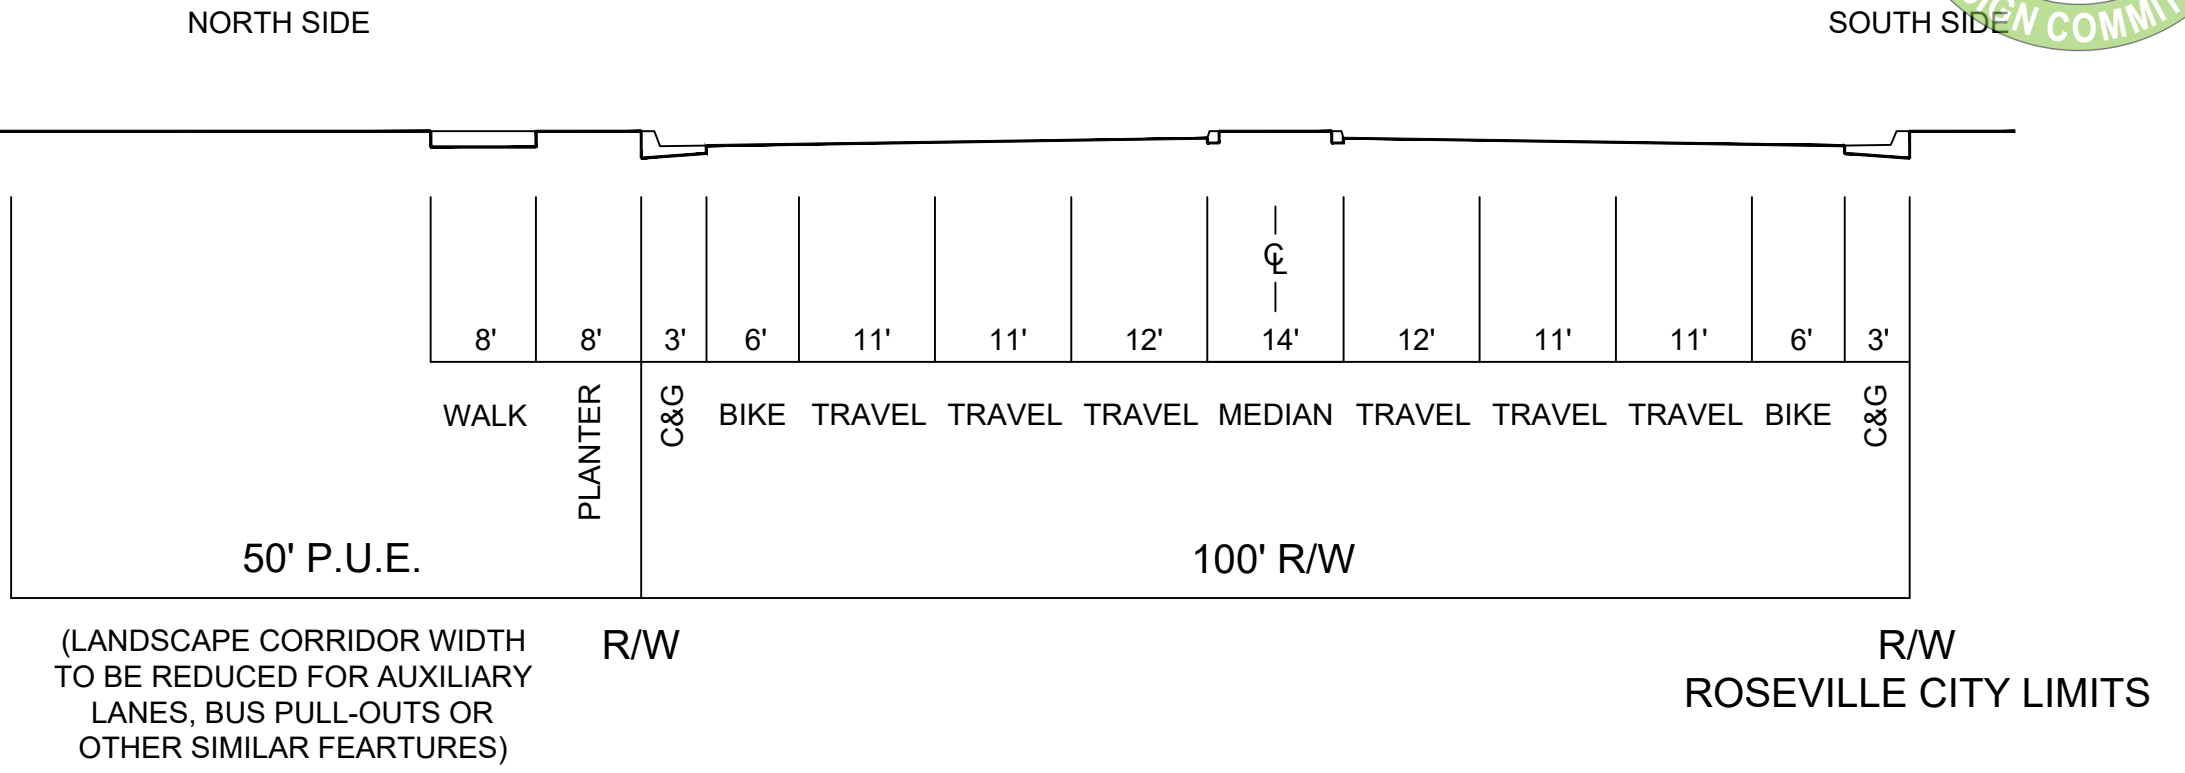 NORTH SIDE
SOUTH SIDE
SIGN COMMIT
℄
8' 8' 3' 6' 11' 11' 12' 14' 12' 11' 11' 6' 3'
WALK PLANTER C&G BIKE TRAVEL TRAVEL TRAVEL MEDIAN TRAVEL TRAVEL TRAVEL BIKE C&G
50' P.U.E.
100' R/W
(LANDSCAPE CORRIDOR WIDTH
TO BE REDUCED FOR AUXILIARY
LANES, BUS PULL-OUTS OR
OTHER SIMILAR FEARTURES)
R/W
R/W
ROSEVILLE CITY LIMITS